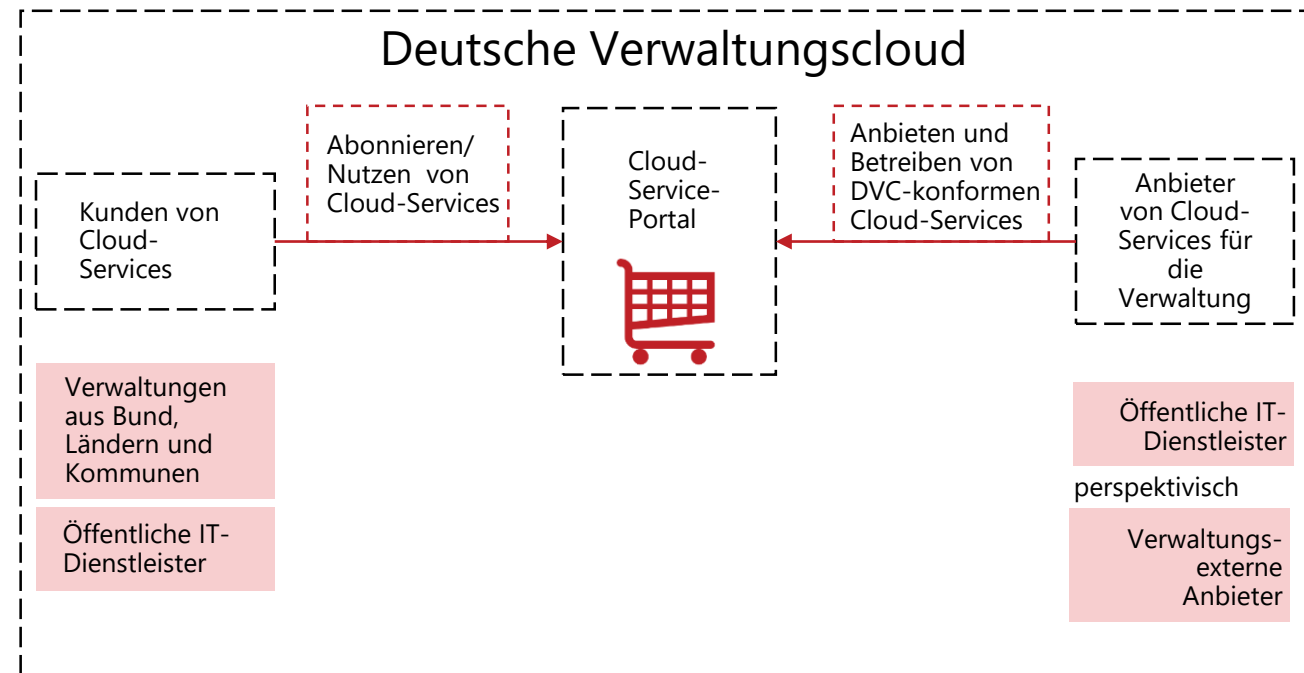 Deutsche Verwaltungscloud
Kunden von
Cloud-
Services
Abonnieren/
Nutzen von
Cloud-Services
Cloud-
Service-
Portal
Anbieten und
Betreiben von
DVC-konformen
Cloud-Services
Anbieter
von Cloud-
Services für
die
Verwaltung
Verwaltungen
aus Bund,
Ländern und
Kommunen
Öffentliche IT-
Dienstleister
Öffentliche IT-
Dienstleister
perspektivisch
Verwaltungs-
externe
Anbieter